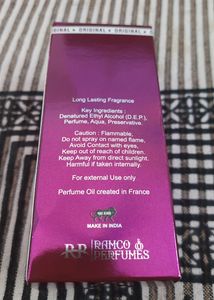 ORIGINAL ★ ORIGINAL ★
Long Lasting Fragrance
Key Ingredients :
Denatured Ethyl Alcohol (D.E.P.),
Perfume, Aqua, Preservative.
Caution : Flammable,
Do not spray on named flame,
Avoid Contact with eyes,
Keep out of reach of children.
Keep Away from direct sunlight.
Harmful if taken internally.
For external Use only
Perfume Oil created in France
MAKE IN INDIA
RP RAMCO
PERFUMES